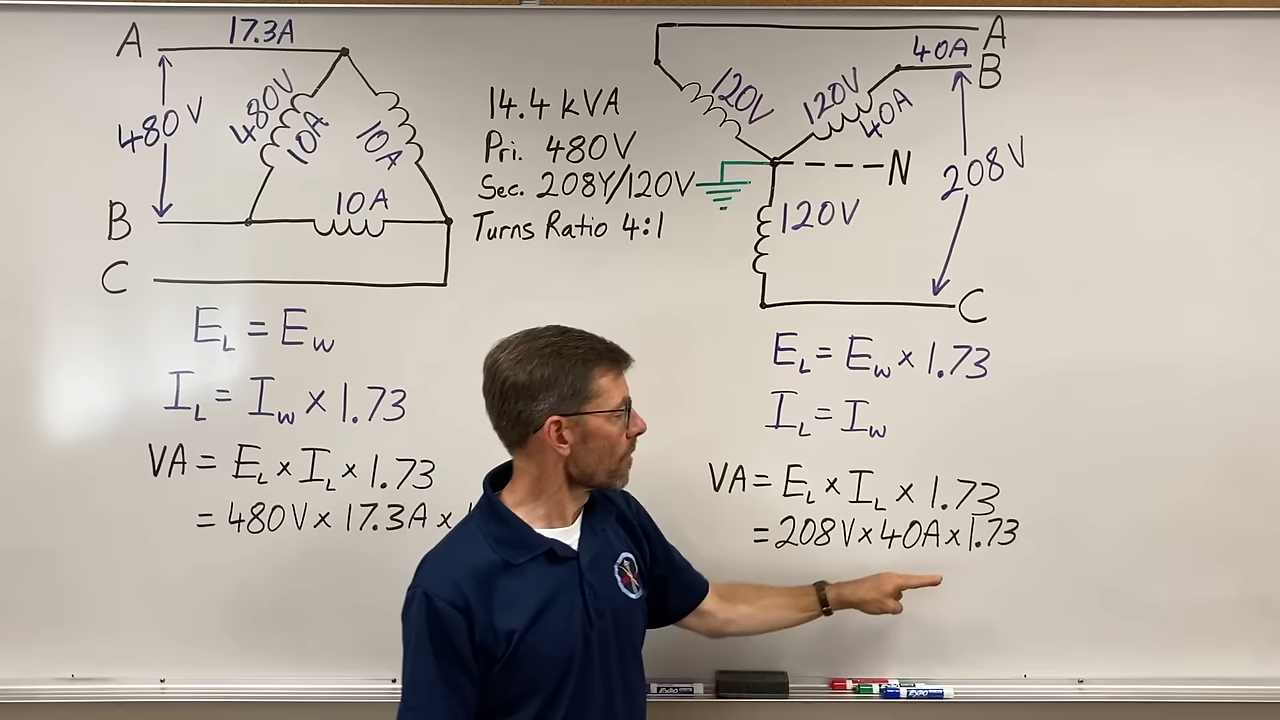 A 17.3A
480V
480V
10A
10A
B 10A
C
E_L = E_W
I_L = I_W × 1.73
VA = E_L × I_L × 1.73
= 480V × 17.3A ×
14.4 kVA
Pri. 480V
Sec. 208Y/120V
Turns Ratio 4:1
A
40A
B
120V
120V
40A
N
208V
120V
C
E_L = E_W × 1.73
I_L = I_W
VA = E_L × I_L × 1.73
= 208V × 40A × 1.73
EXPO
EXPO